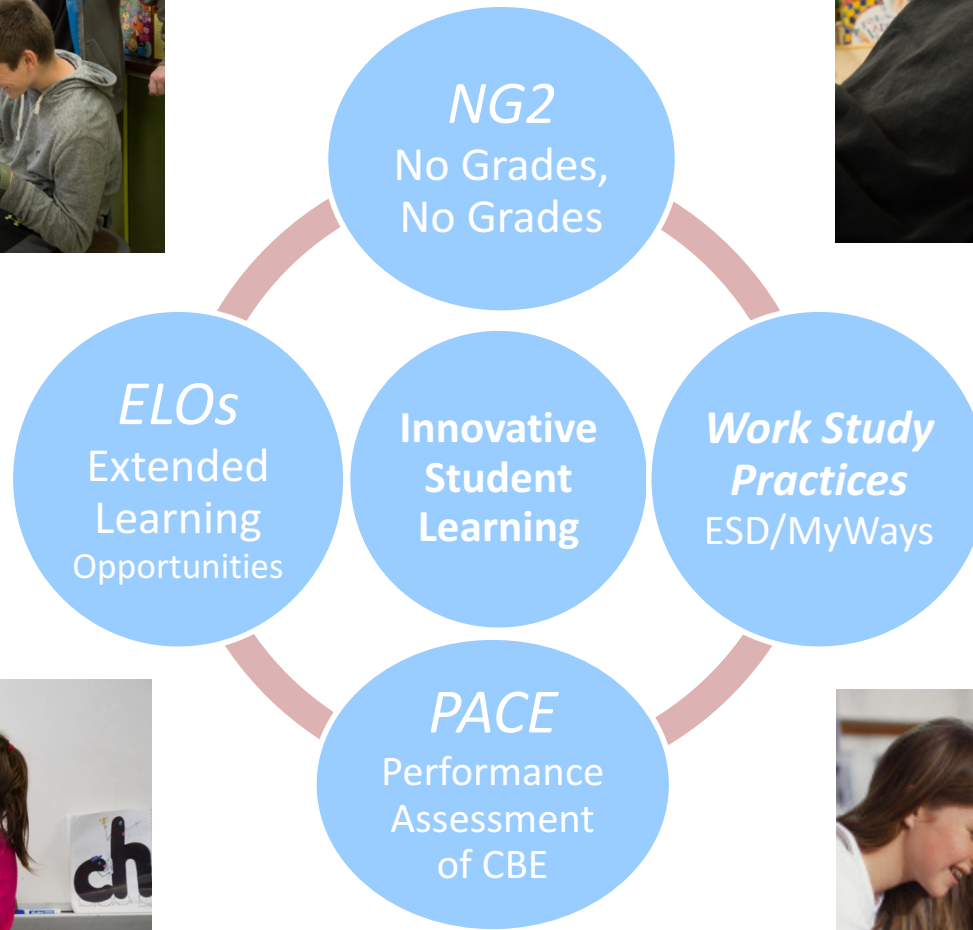 NG2
No Grades,
No Grades
ELOs
Extended
Learning
Opportunities
Innovative
Student
Learning
Work Study
Practices
ESD/MyWays
PACE
Performance
Assessment
of CBE
ch